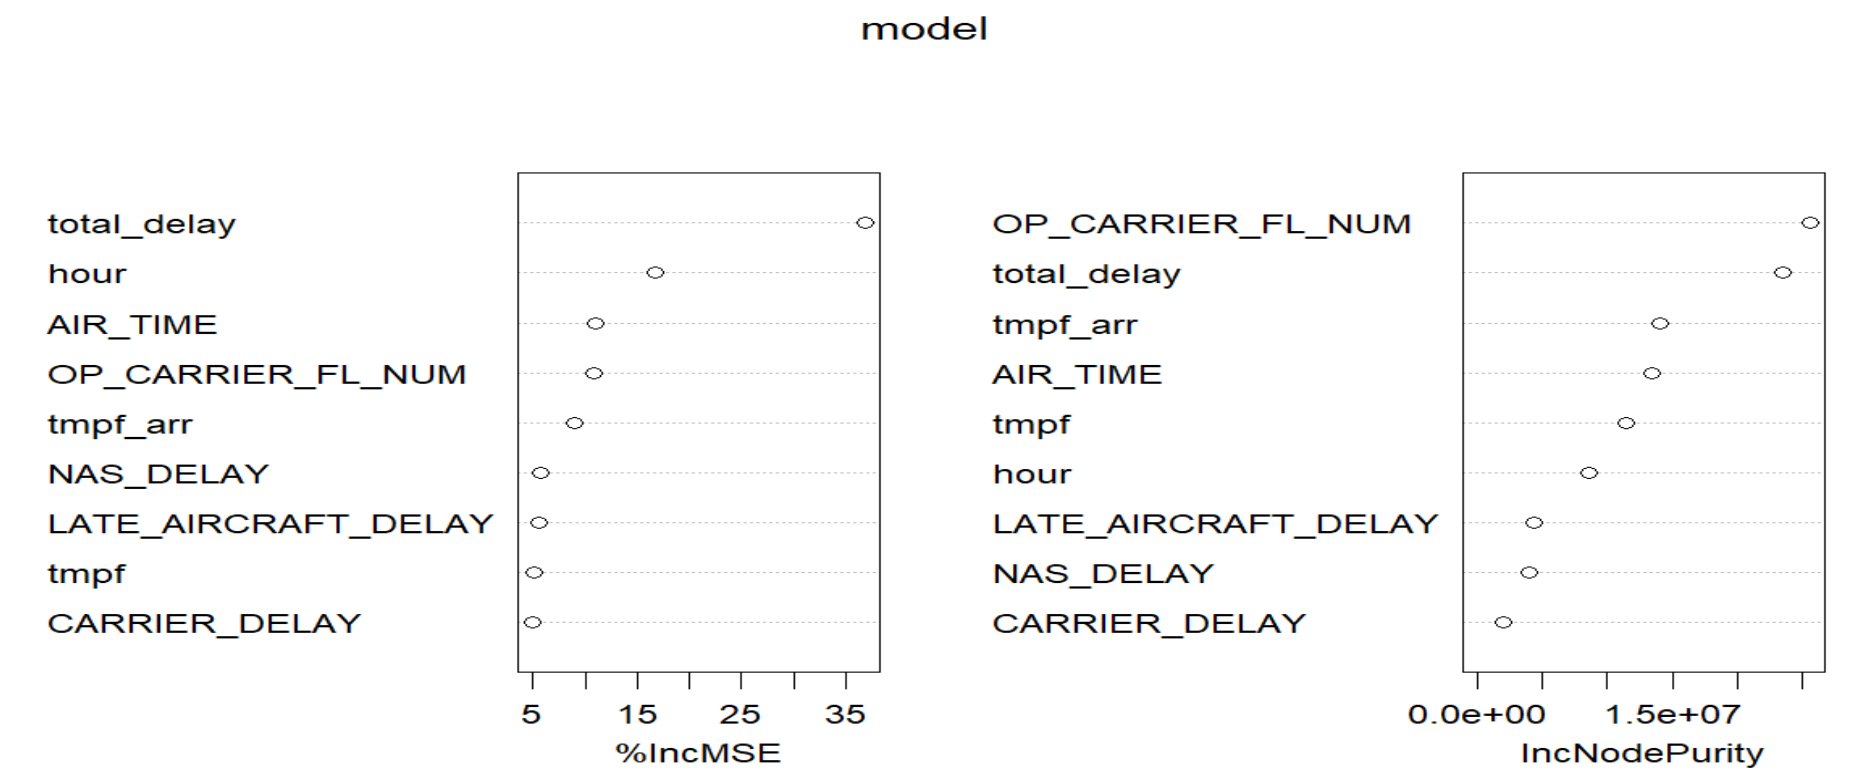 model
total_delay
hour
AIR_TIME
OP_CARRIER_FL_NUM
tmpf_arr
NAS_DELAY
LATE_AIRCRAFT_DELAY
tmpf
CARRIER_DELAY
5 15 25 35
%IncMSE
OP_CARRIER_FL_NUM
total_delay
tmpf_arr
AIR_TIME
tmpf
hour
LATE_AIRCRAFT_DELAY
NAS_DELAY
CARRIER_DELAY
0.0e+00 1.5e+07
IncNodePurity